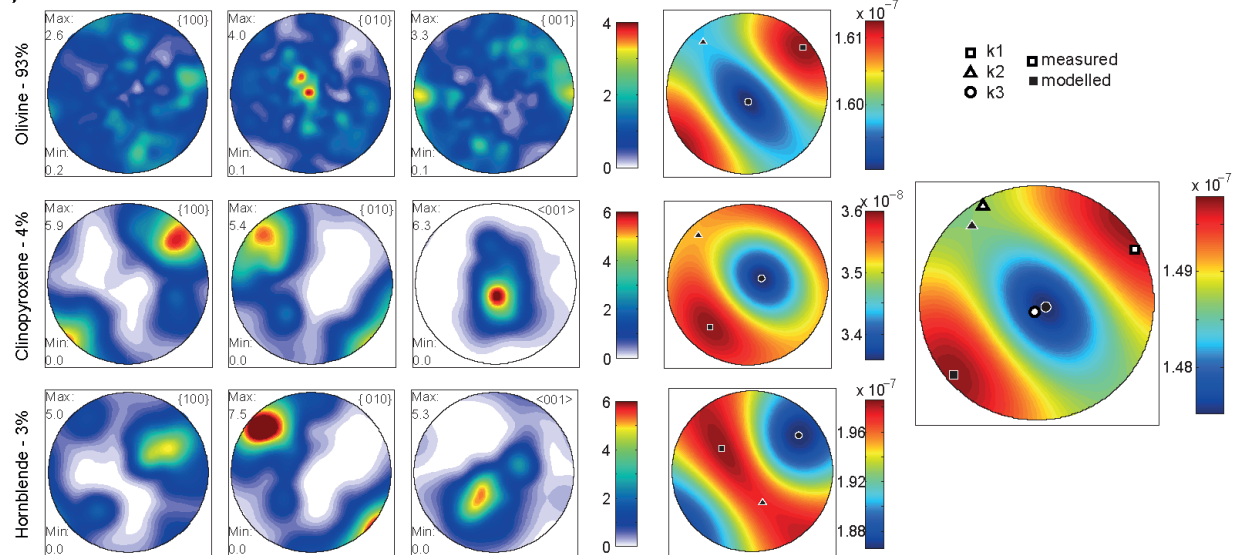 Olivine - 93%
Max:
2.6
{100}
Min:
0.2
Max:
4.0
{010}
Min:
0.1
Max:
3.3
{001}
Min:
0.1
4
3
2
1
0
x 10⁻⁷
1.61
1.60
Clinopyroxene - 4%
Max:
5.9
{100}
Min:
0.0
Max:
5.4
{010}
Min:
0.0
Max:
6.3
<001>
Min:
0.0
6
4
2
0
x 10⁻⁸
3.6
3.5
3.4
Hornblende - 3%
Max:
5.0
{100}
Min:
0.0
Max:
7.5
{010}
Min:
0.0
Max:
5.3
<001>
Min:
0.0
6
4
2
0
x 10⁻⁷
1.96
1.92
1.88
k1
k2
k3
measured
modelled
x 10⁻⁷
1.49
1.48